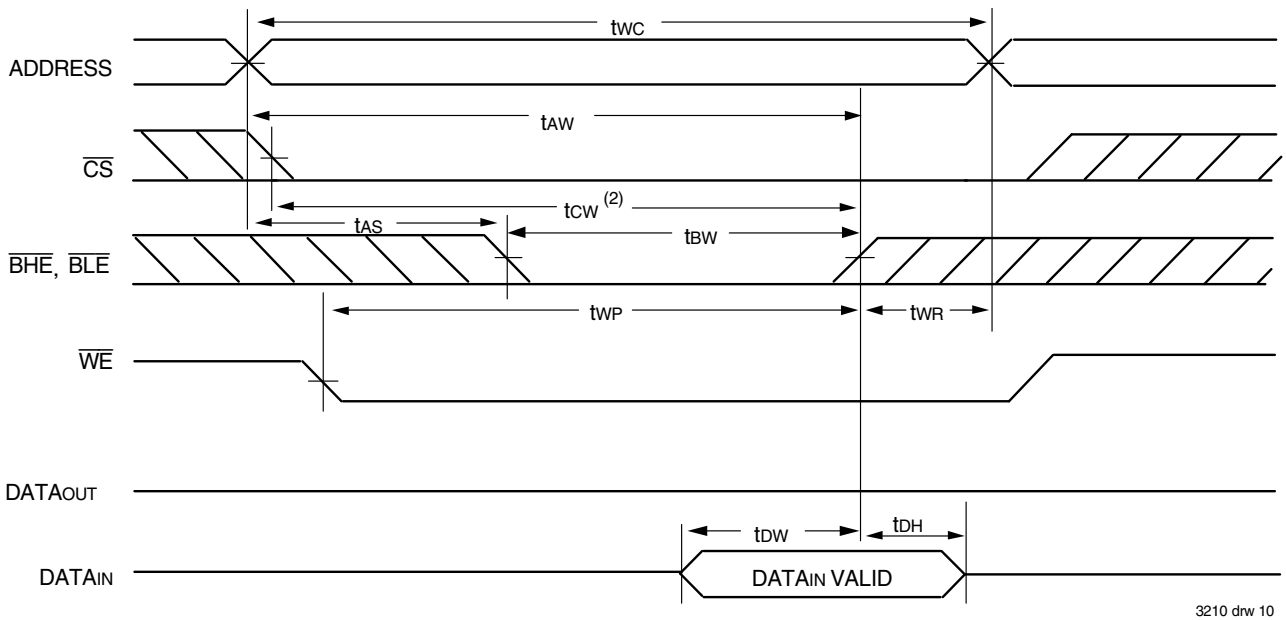 tWC
ADDRESS
tAW
CS
tCW (2)
tAS
tBW
BHE, BLE
tWP
tWR
WE
DATAOUT
tDW
tDH
DATAIN
DATAIN VALID
3210 drw 10